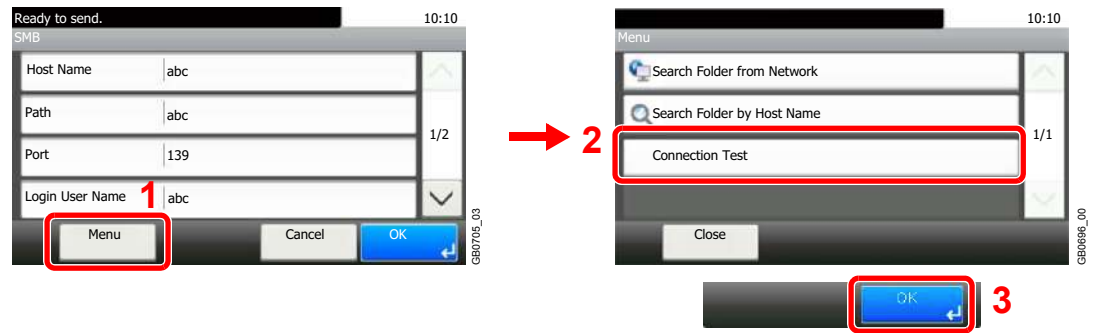 Ready to send. 10:10
SMB
Host Name abc
Path abc
1/2
Port 139
Login User Name 1 abc
Menu Cancel OK
GB0705_03
2
10:10
Menu
Search Folder from Network
Search Folder by Host Name
1/1
Connection Test
Close
GB0696_00
OK 3